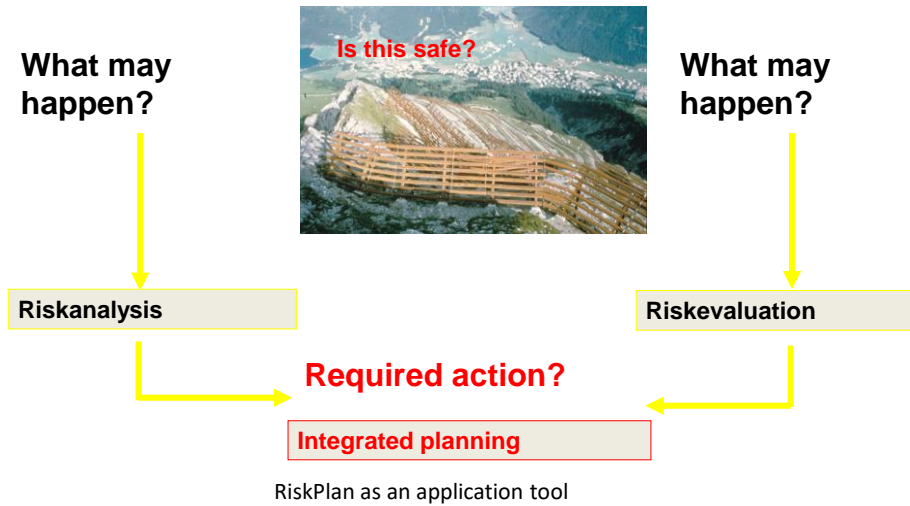 Is this safe?
What may
happen?
What may
happen?
Riskanalysis
Riskevaluation
Required action?
Integrated planning
RiskPlan as an application tool